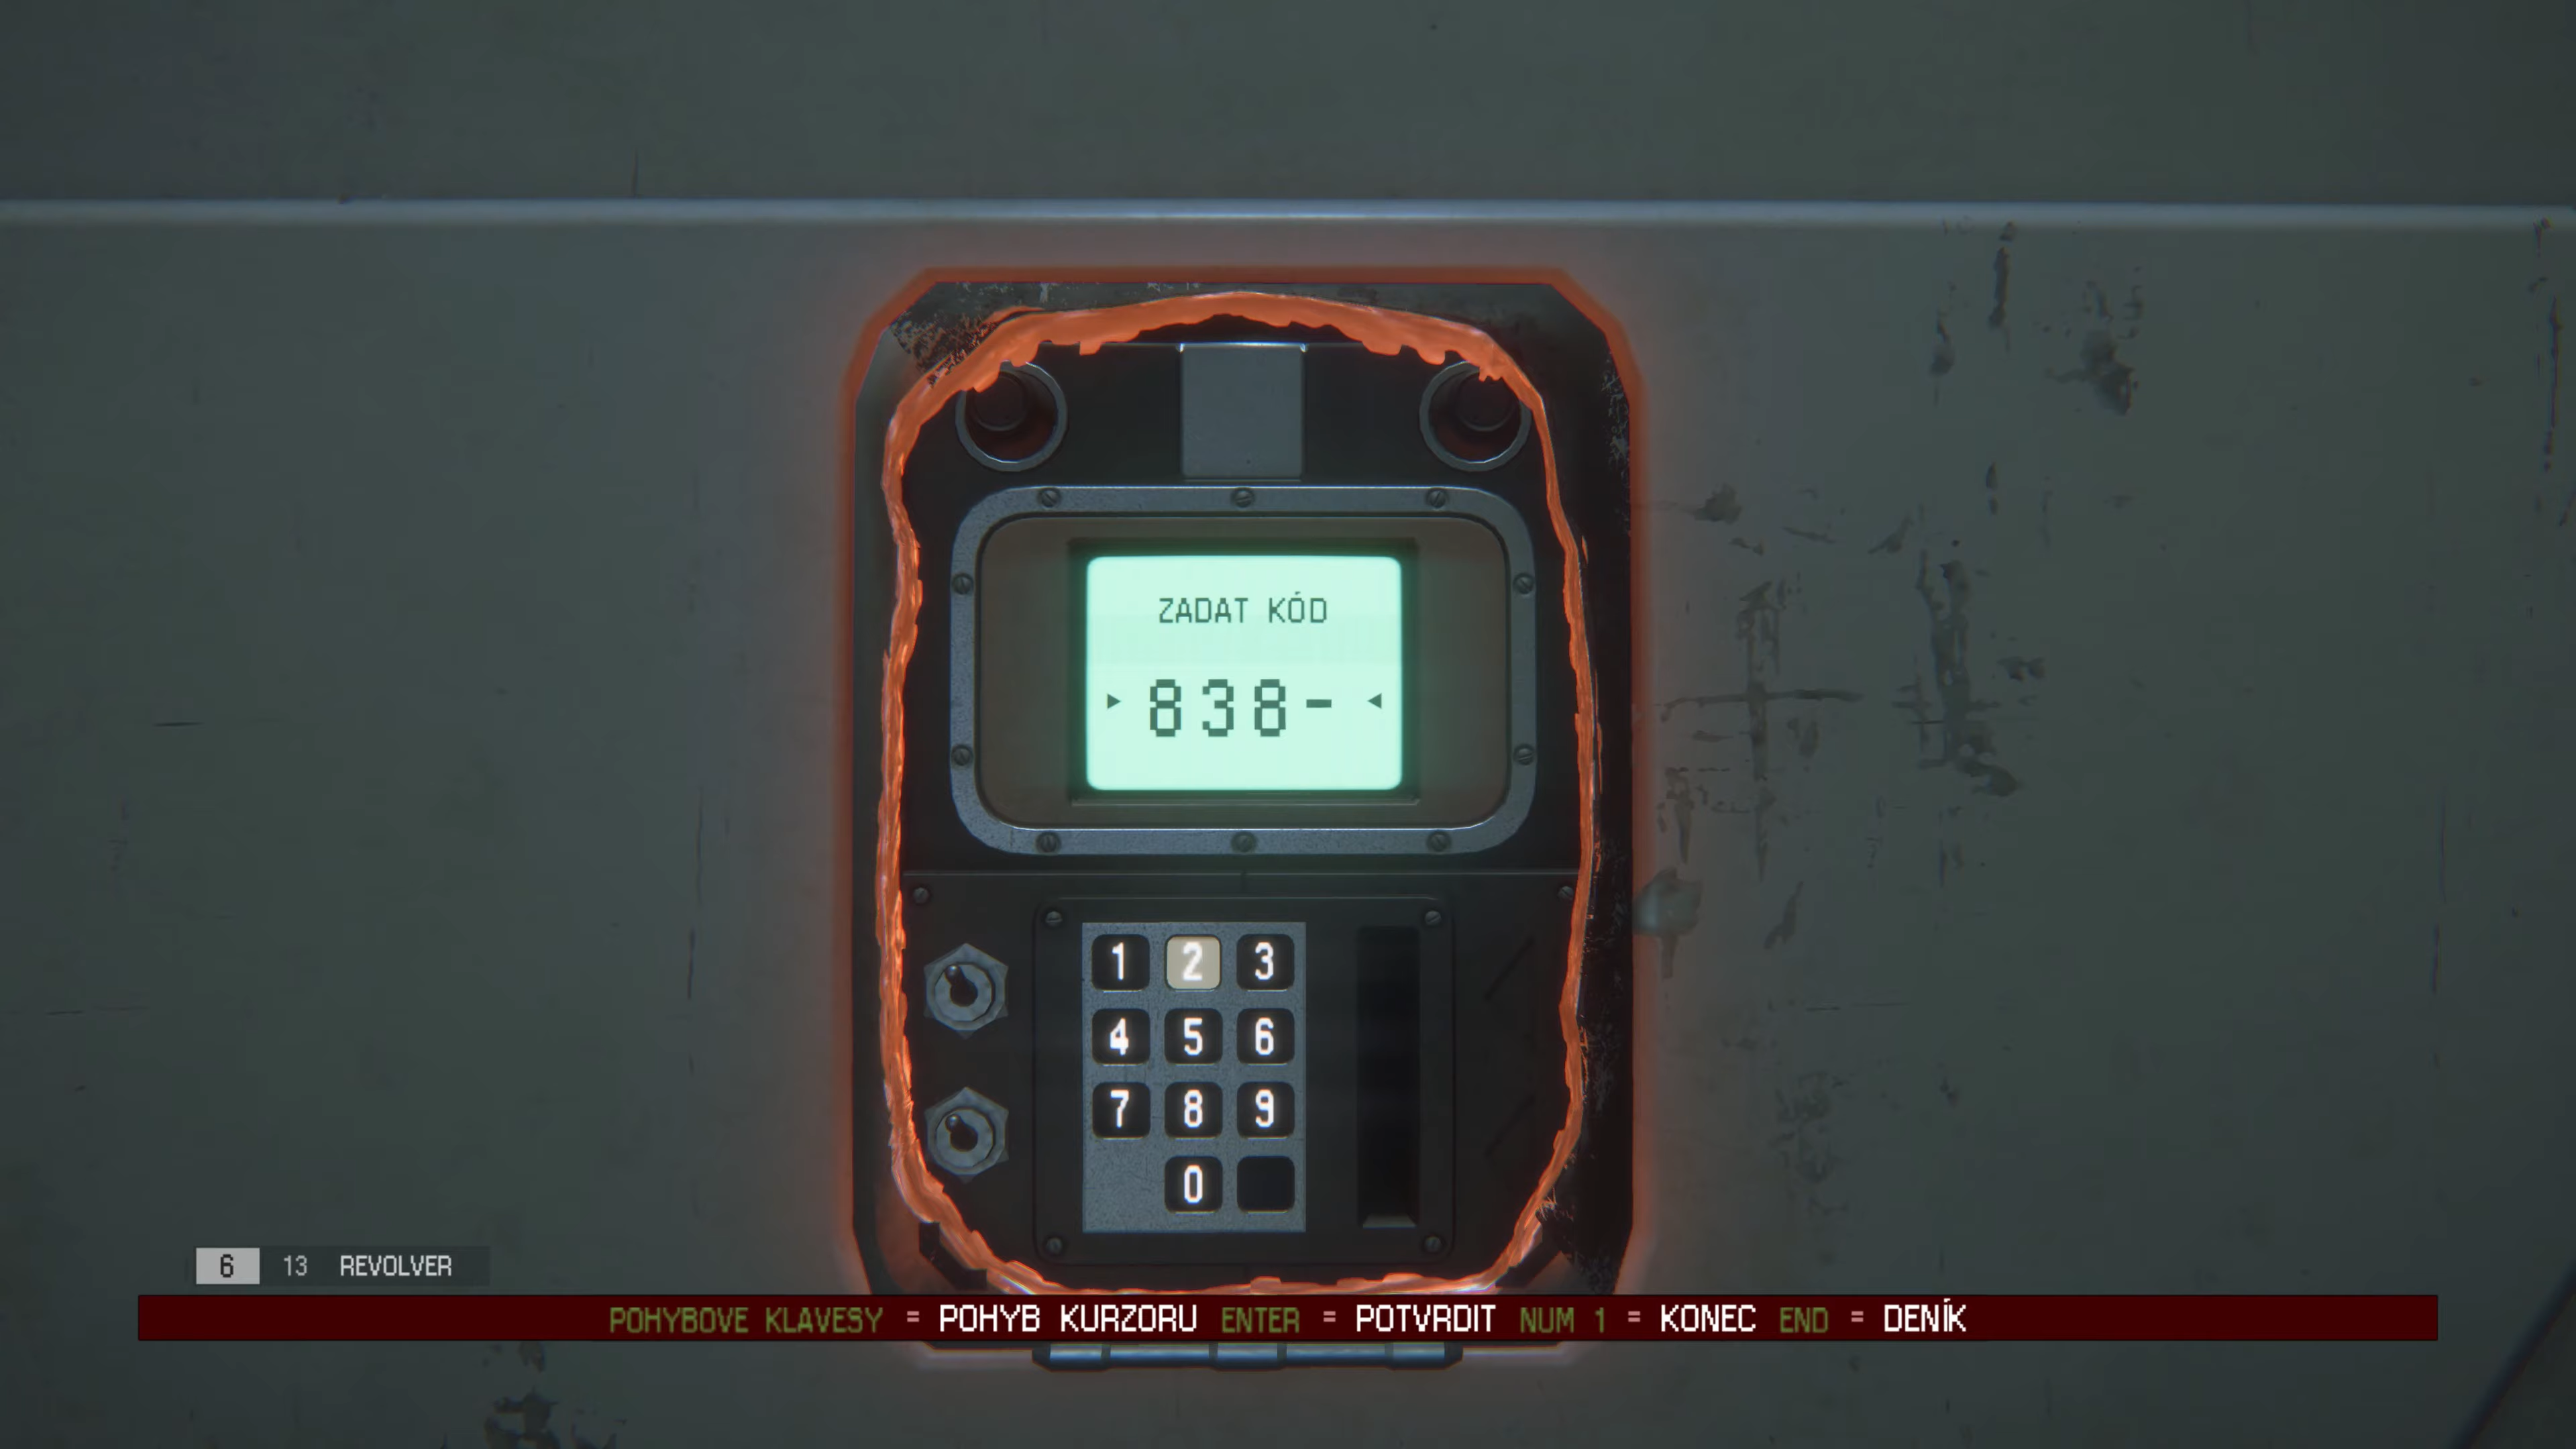 ZADAT KÓD
▶ 838- ◀
1 2 3
4 5 6
7 8 9
0
6 13 REVOLVER
POHYBOVE KLAVESY = POHYB KURZORU ENTER = POTVRDIT NUM 1 = KONEC END = DENÍK